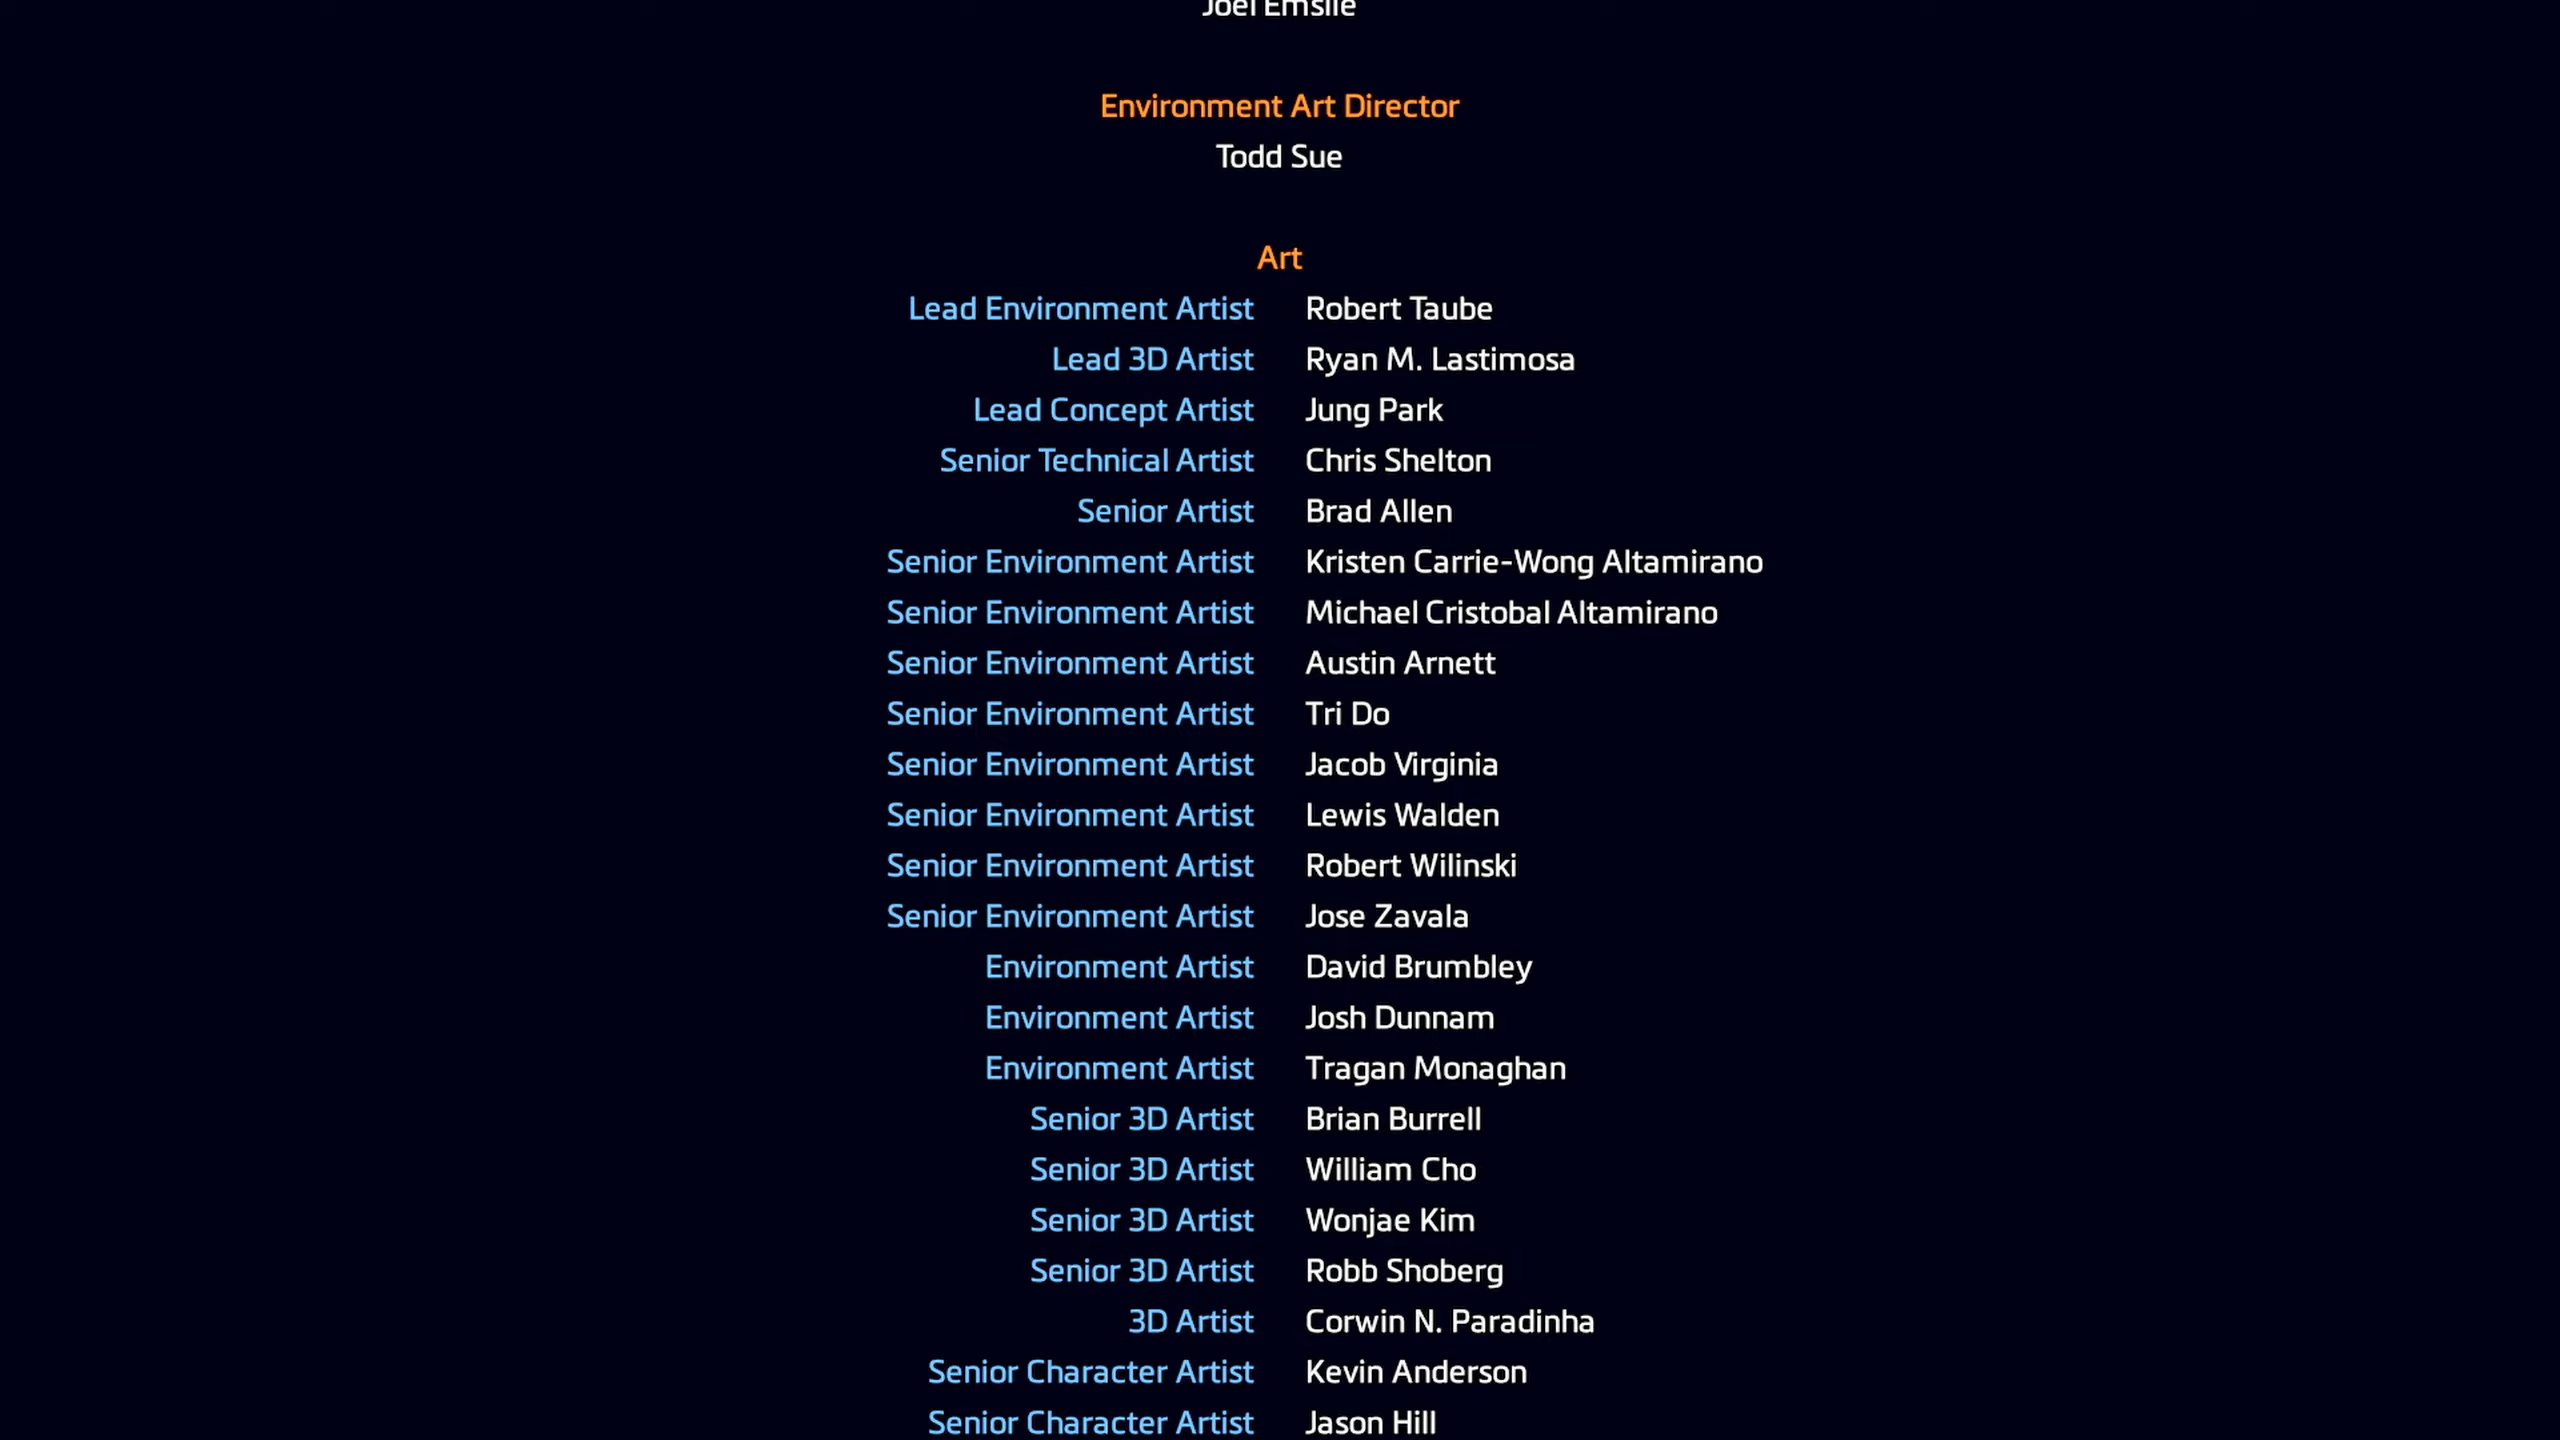 Joel Emslie
Environment Art Director
Todd Sue
Art
Lead Environment Artist Robert Taube
Lead 3D Artist Ryan M. Lastimosa
Lead Concept Artist Jung Park
Senior Technical Artist Chris Shelton
Senior Artist Brad Allen
Senior Environment Artist Kristen Carrie-Wong Altamirano
Senior Environment Artist Michael Cristobal Altamirano
Senior Environment Artist Austin Arnett
Senior Environment Artist Tri Do
Senior Environment Artist Jacob Virginia
Senior Environment Artist Lewis Walden
Senior Environment Artist Robert Wilinski
Senior Environment Artist Jose Zavala
Environment Artist David Brumbley
Environment Artist Josh Dunnam
Environment Artist Tragan Monaghan
Senior 3D Artist Brian Burrell
Senior 3D Artist William Cho
Senior 3D Artist Wonjae Kim
Senior 3D Artist Robb Shoberg
3D Artist Corwin N. Paradinha
Senior Character Artist Kevin Anderson
Senior Character Artist Jason Hill